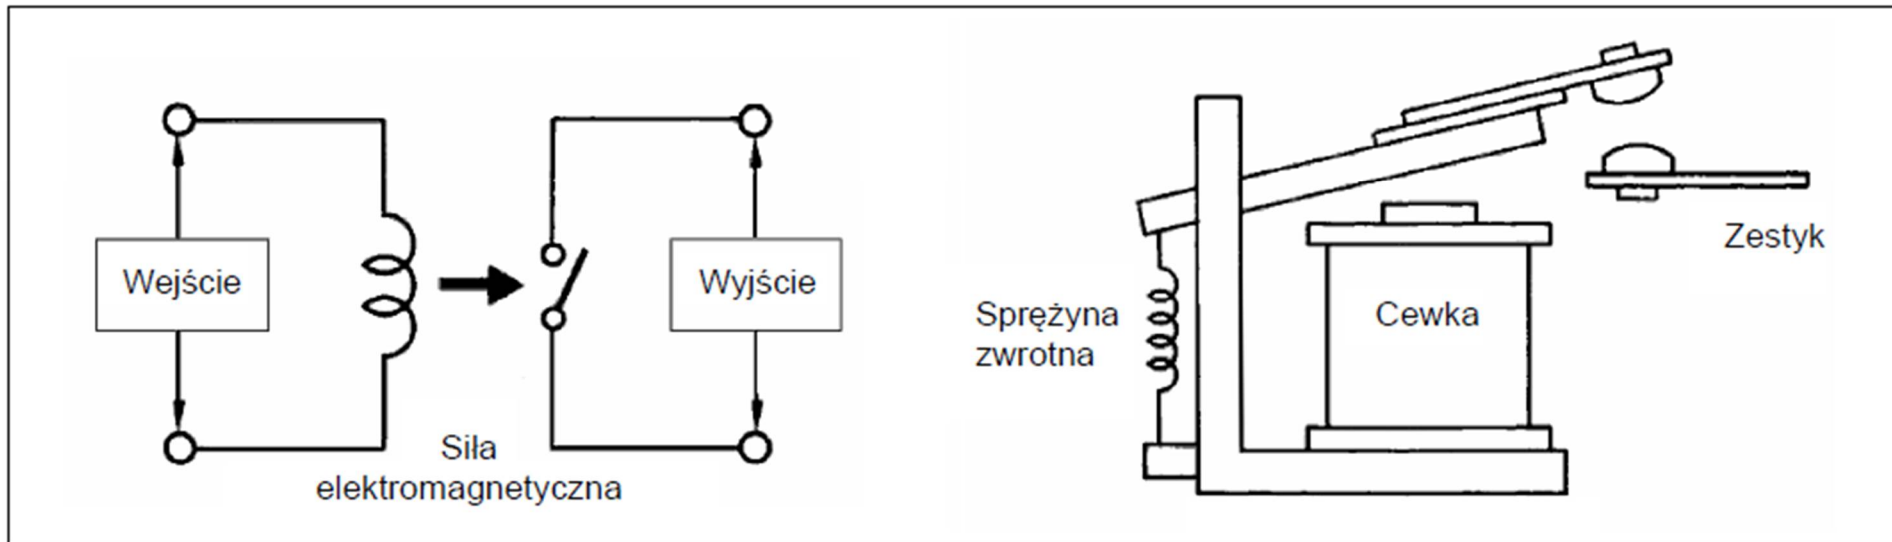 Wejście
Wyjście
Siła
elektromagnetyczna
Sprężyna
zwrotna
Cewka
Zestyk